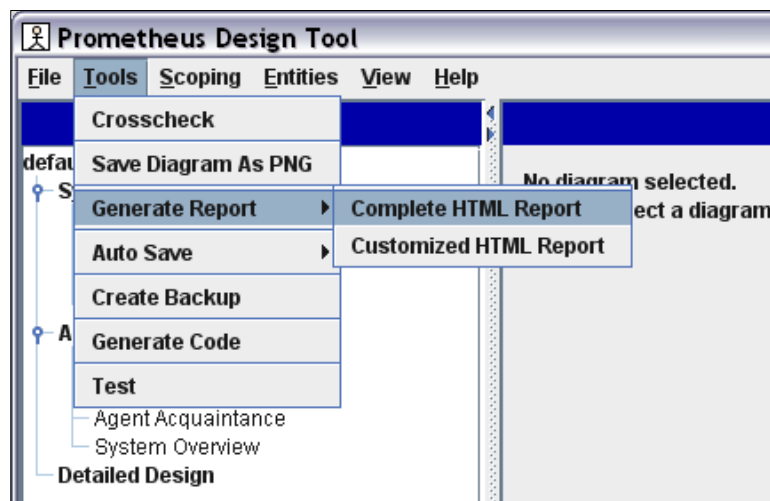 Prometheus Design Tool
File Tools Scoping Entities View Help
Crosscheck
Save Diagram As PNG
Generate Report
Complete HTML Report
Customized HTML Report
Auto Save
Create Backup
Generate Code
Test
No diagram selected.
ect a diagram
defau
S
A
Agent Acquaintance
System Overview
Detailed Design